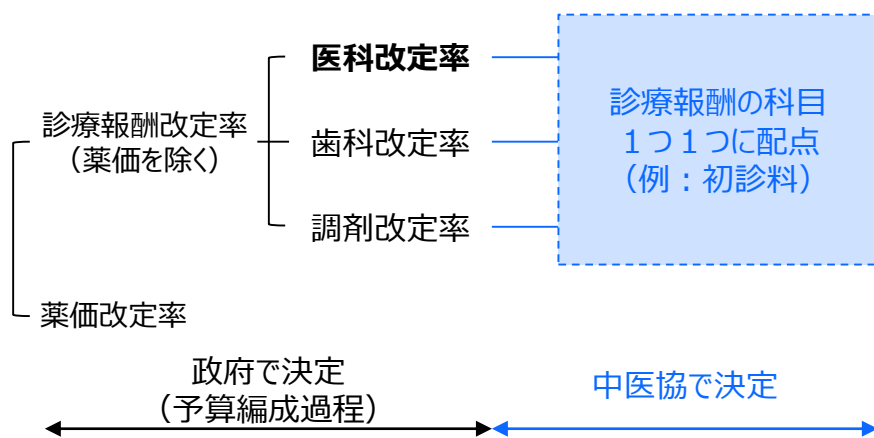 医科改定率
診療報酬改定率
（薬価を除く）
歯科改定率
調剤改定率
薬価改定率
診療報酬の科目
１つ１つに配点
（例：初診料）
政府で決定
（予算編成過程）
中医協で決定